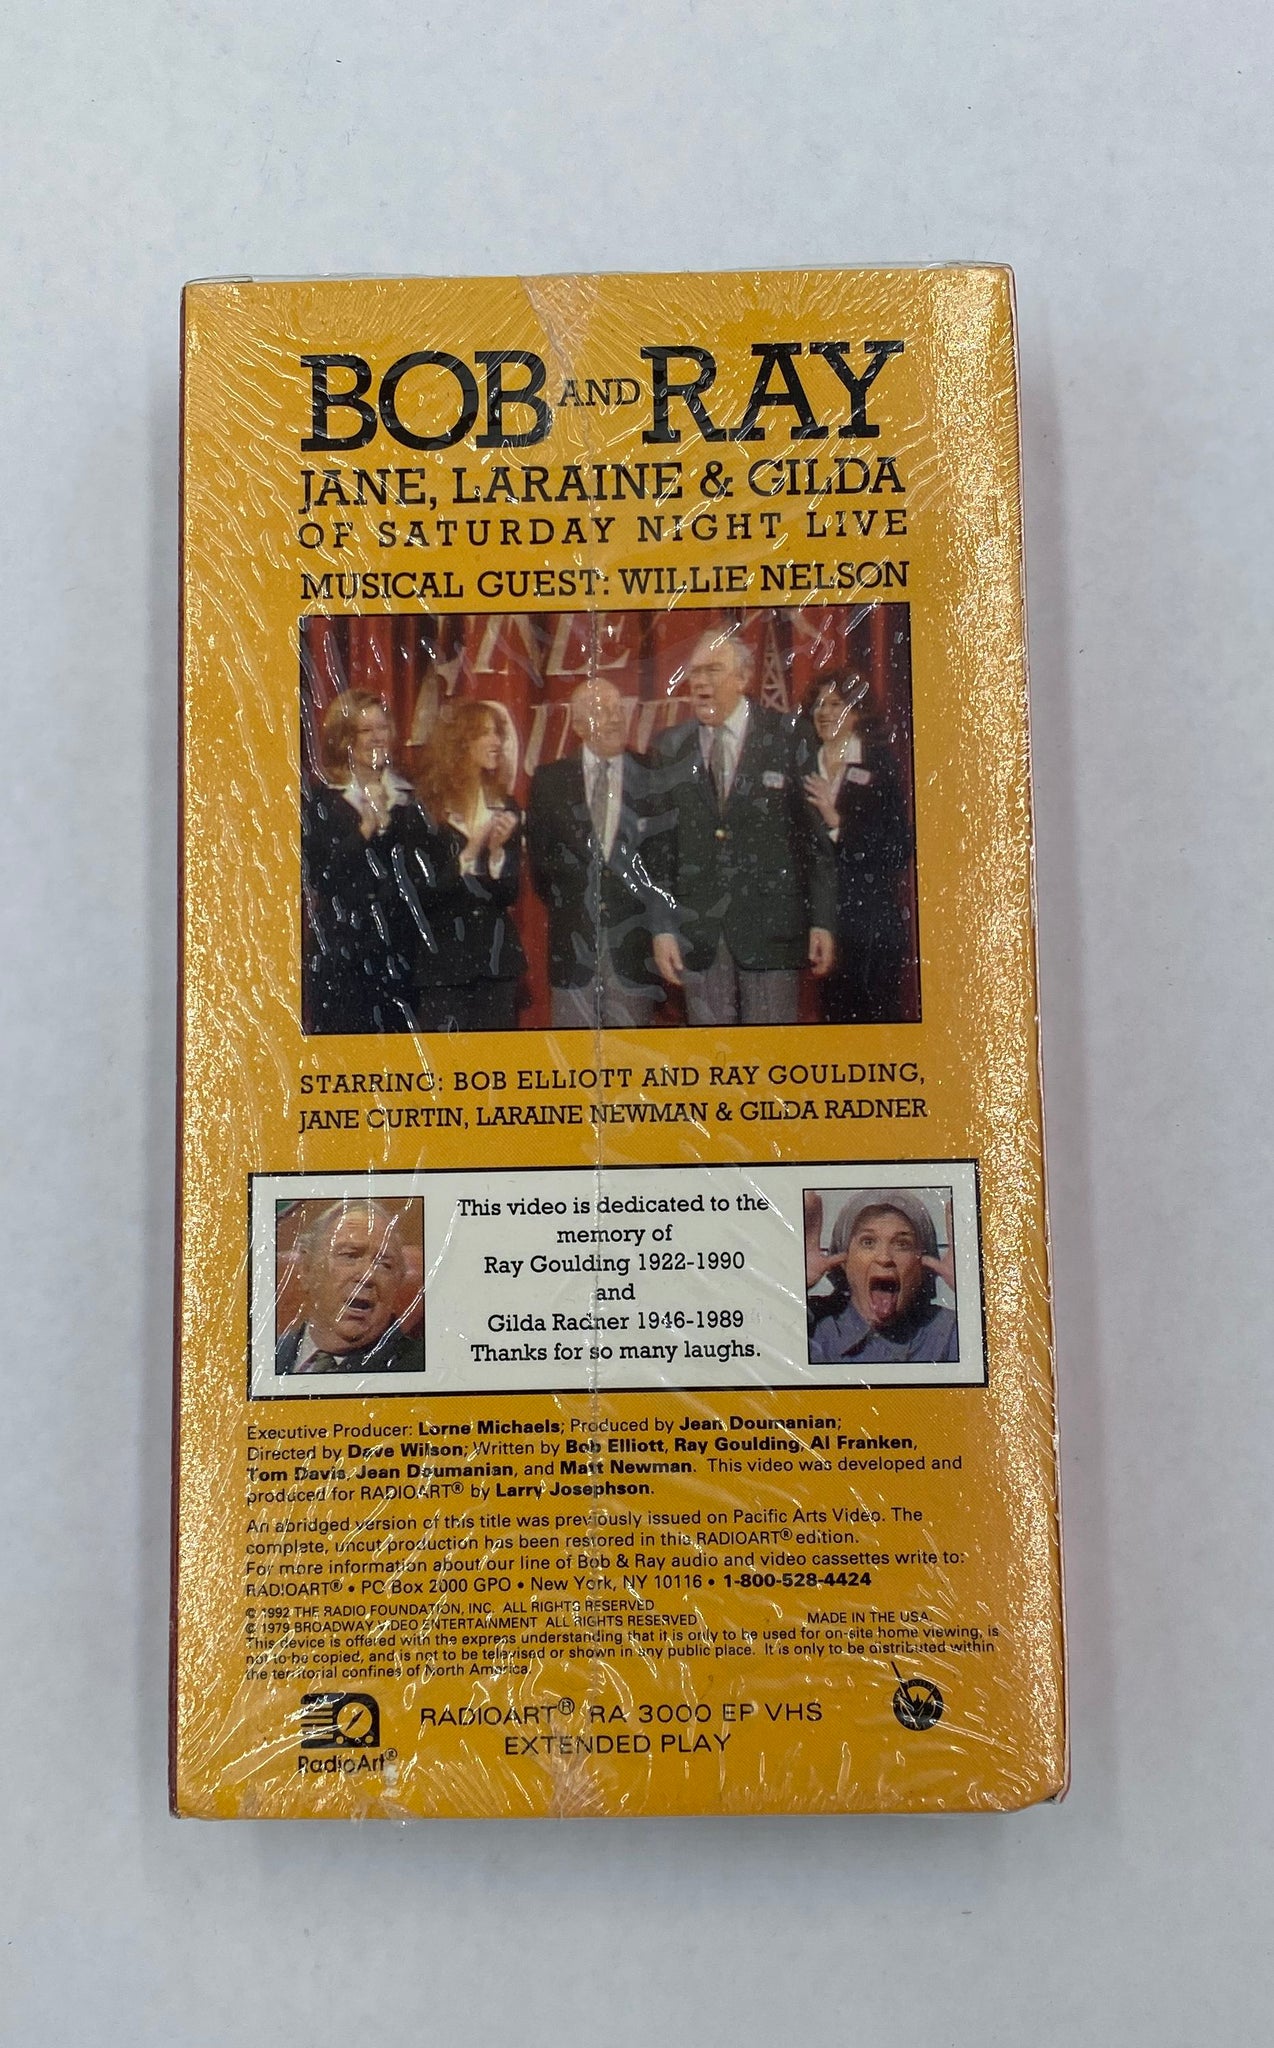 BOB AND RAY
JANE, LARAINE & GILDA
OF SATURDAY NIGHT LIVE
MUSICAL GUEST: WILLIE NELSON
STARRING: BOB ELLIOTT AND RAY GOULDING,
JANE CURTIN, LARAINE NEWMAN & GILDA RADNER
This video is dedicated to the
memory of
Ray Goulding 1922-1990
and
Gilda Radner 1946-1989
Thanks for so many laughs.
Executive Producer: Lorne Michaels; Produced by Jean Doumanian;
Directed by Dave Wilson; Written by Bob Elliott, Ray Goulding, Al Franken,
Tom Davis, Jean Doumanian, and Matt Newman. This video was developed and
produced for RADIOART® by Larry Josephson.
An abridged version of this title was previously issued on Pacific Arts Video. The
complete, uncut production has been restored in this RADIOART® edition.
For more information about our line of Bob & Ray audio and video cassettes write to:
RADIOART® • PO Box 2000 GPO • New York, NY 10116 • 1-800-528-4424
© 1992 THE RADIO FOUNDATION, INC. ALL RIGHTS RESERVED
© 1979 BROADWAY VIDEO ENTERTAINMENT ALL RIGHTS RESERVED MADE IN THE USA.
This device is offered with the express understanding that it is only to be used for on-site home viewing, is
not to be copied, and is not to be televised or shown in any public place. It is only to be distributed within
the territorial confines of North America.
RADIOART® RA 3000 EP VHS
EXTENDED PLAY
RadioArt®